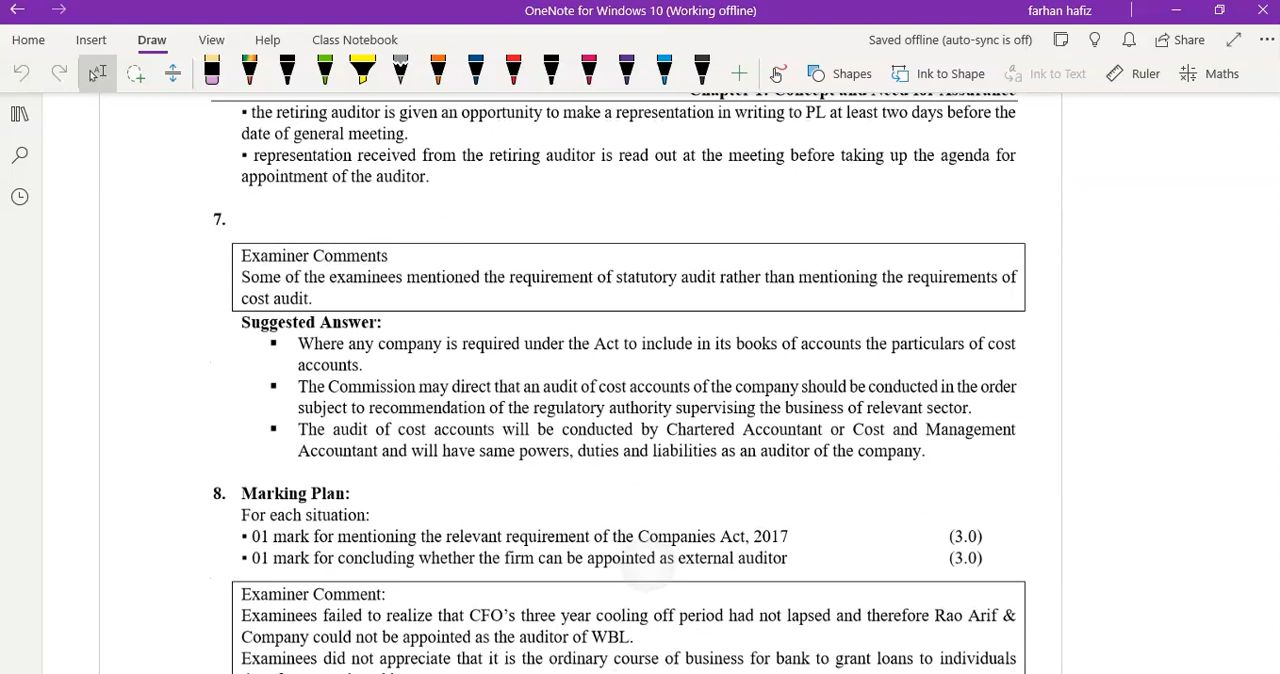 OneNote for Windows 10 (Working offline)
farhan hafiz
Home Insert Draw View Help Class Notebook
Saved offline (auto-sync is off)
Share
Shapes
Ink to Shape
Ink to Text
Ruler
Maths
Chapter 1: Concept and Need for Assurance
▪ the retiring auditor is given an opportunity to make a representation in writing to PL at least two days before the
date of general meeting.
▪ representation received from the retiring auditor is read out at the meeting before taking up the agenda for
appointment of the auditor.
7.
Examiner Comments
Some of the examinees mentioned the requirement of statutory audit rather than mentioning the requirements of
cost audit.
Suggested Answer:
▪ Where any company is required under the Act to include in its books of accounts the particulars of cost
accounts.
▪ The Commission may direct that an audit of cost accounts of the company should be conducted in the order
subject to recommendation of the regulatory authority supervising the business of relevant sector.
▪ The audit of cost accounts will be conducted by Chartered Accountant or Cost and Management
Accountant and will have same powers, duties and liabilities as an auditor of the company.
8. Marking Plan:
For each situation:
▪ 01 mark for mentioning the relevant requirement of the Companies Act, 2017 (3.0)
▪ 01 mark for concluding whether the firm can be appointed as external auditor (3.0)
Examiner Comment:
Examinees failed to realize that CFO's three year cooling off period had not lapsed and therefore Rao Arif &
Company could not be appointed as the auditor of WBL.
Examinees did not appreciate that it is the ordinary course of business for bank to grant loans to individuals